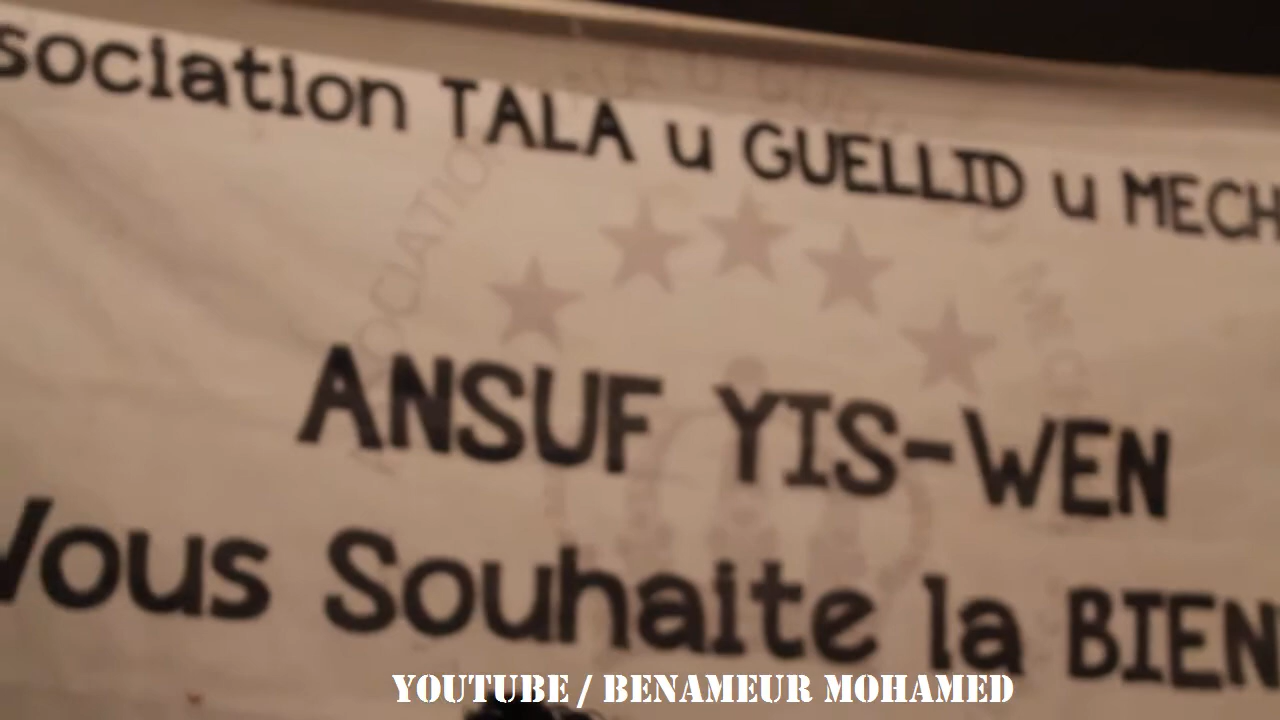 sociation TALA u GUELLID u MECH
ANSUF YIS-WEN
Vous Souhaite la BIEN
YOUTUBE / BENAMEUR MOHAMED